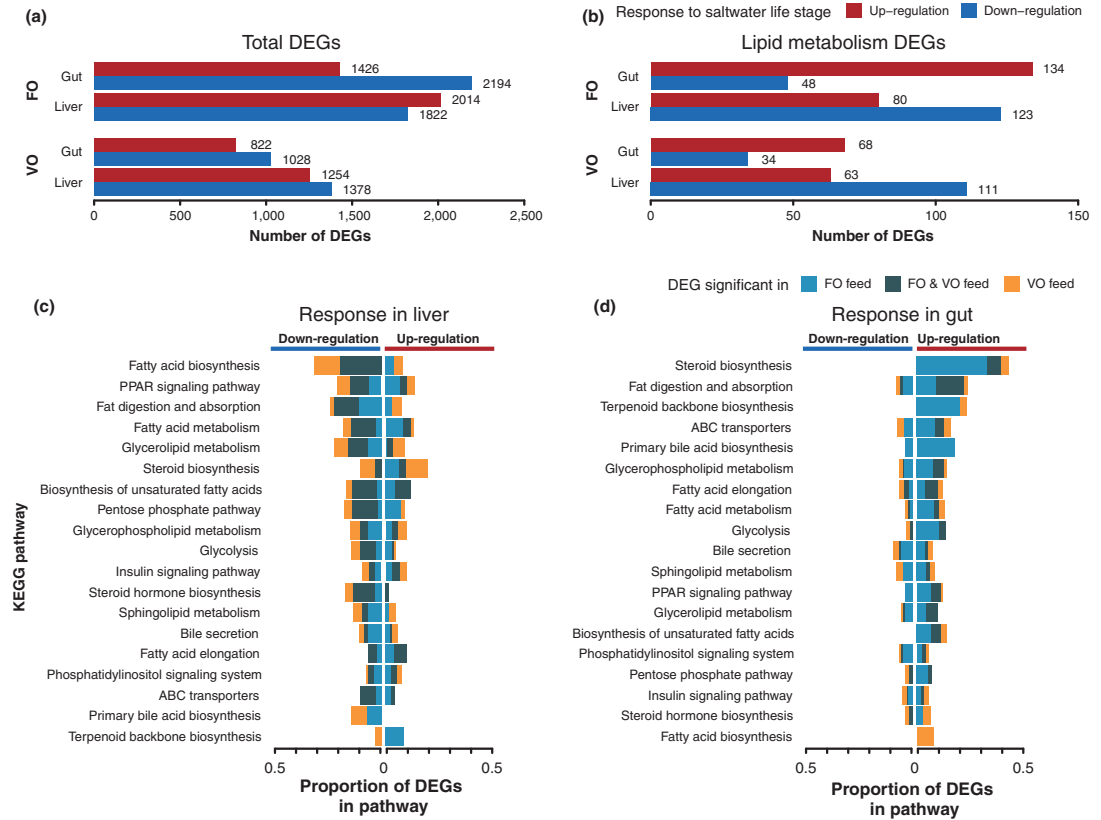 (a)
(b)
Response to saltwater life stage
Up−regulation
Down−regulation
Total DEGs
Lipid metabolism DEGs
FO
Gut
1426
2194
Liver
2014
1822
VO
Gut
822
1028
Liver
1254
1378
0
500
1,000
1,500
2,000
2,500
Number of DEGs
FO
Gut
134
48
Liver
80
123
VO
Gut
68
34
Liver
63
111
0
50
100
150
Number of DEGs
DEG significant in
FO feed
FO & VO feed
VO feed
(c)
Response in liver
Down-regulation
Up-regulation
KEGG pathway
Fatty acid biosynthesis
PPAR signaling pathway
Fat digestion and absorption
Fatty acid metabolism
Glycerolipid metabolism
Steroid biosynthesis
Biosynthesis of unsaturated fatty acids
Pentose phosphate pathway
Glycerophospholipid metabolism
Glycolysis
Insulin signaling pathway
Steroid hormone biosynthesis
Sphingolipid metabolism
Bile secretion
Fatty acid elongation
Phosphatidylinositol signaling system
ABC transporters
Primary bile acid biosynthesis
Terpenoid backbone biosynthesis
0.5
0
0.5
Proportion of DEGs
in pathway
(d)
Response in gut
Down-regulation
Up-regulation
Steroid biosynthesis
Fat digestion and absorption
Terpenoid backbone biosynthesis
ABC transporters
Primary bile acid biosynthesis
Glycerophospholipid metabolism
Fatty acid elongation
Fatty acid metabolism
Glycolysis
Bile secretion
Sphingolipid metabolism
PPAR signaling pathway
Glycerolipid metabolism
Biosynthesis of unsaturated fatty acids
Phosphatidylinositol signaling system
Pentose phosphate pathway
Insulin signaling pathway
Steroid hormone biosynthesis
Fatty acid biosynthesis
0.5
0
0.5
Proportion of DEGs
in pathway